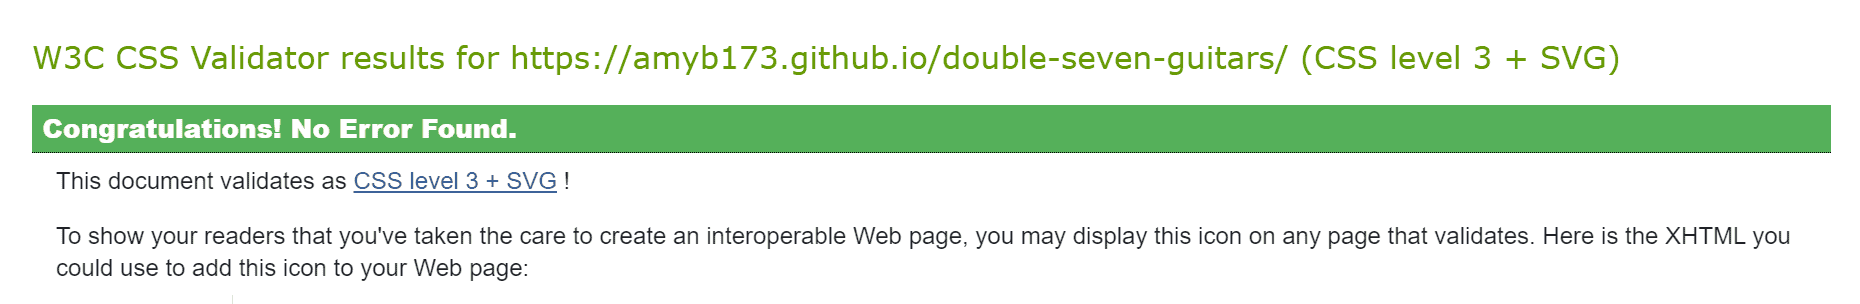 W3C CSS Validator results for https://amyb173.github.io/double-seven-guitars/ (CSS level 3 + SVG)
Congratulations! No Error Found.
This document validates as CSS level 3 + SVG !
To show your readers that you've taken the care to create an interoperable Web page, you may display this icon on any page that validates. Here is the XHTML you
could use to add this icon to your Web page: